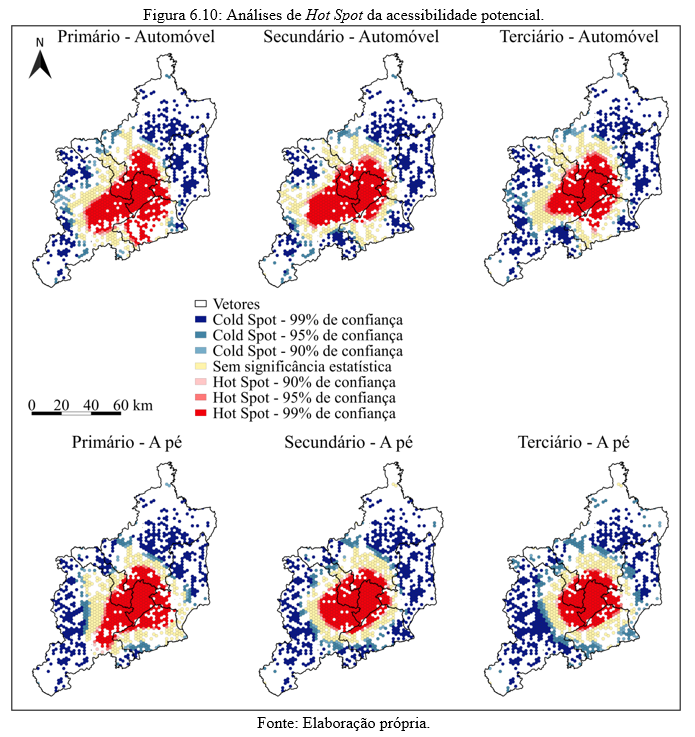 Figura 6.10: Análises de Hot Spot da acessibilidade potencial.
Primário - Automóvel
Secundário - Automóvel
Terciário - Automóvel
N
Vetores
Cold Spot - 99% de confiança
Cold Spot - 95% de confiança
Cold Spot - 90% de confiança
Sem significância estatística
Hot Spot - 90% de confiança
Hot Spot - 95% de confiança
Hot Spot - 99% de confiança
0 20 40 60 km
Primário - A pé
Secundário - A pé
Terciário - A pé
Fonte: Elaboração própria.